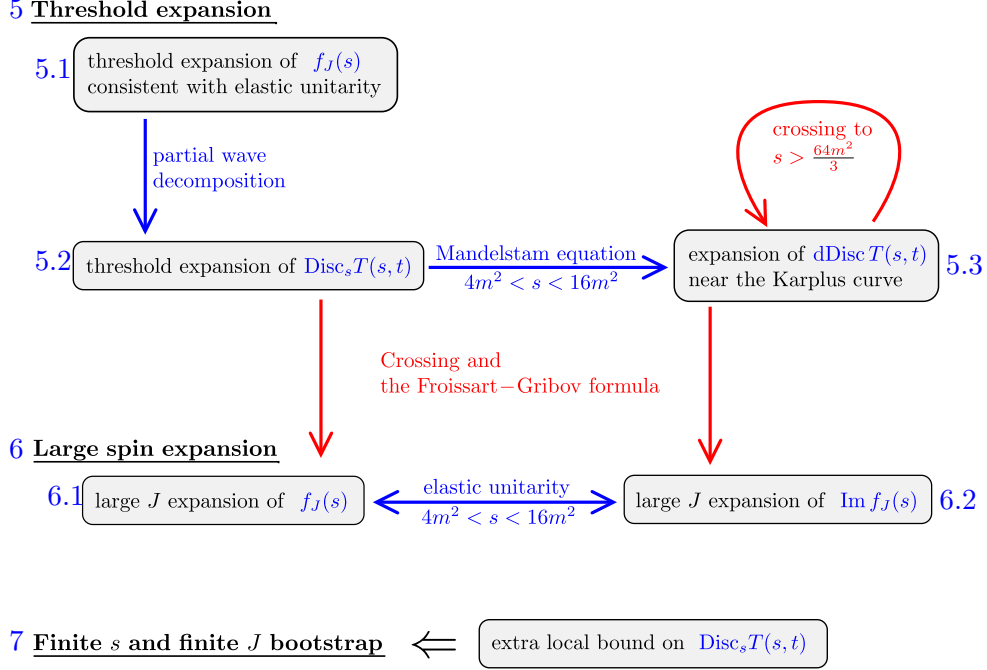 5 Threshold expansion
5.1 threshold expansion of f_J(s)
consistent with elastic unitarity
partial wave
decomposition
crossing to
s > \frac{64m^2}{3}
5.2 threshold expansion of Disc_sT(s, t)
Mandelstam equation
4m^2 < s < 16m^2
expansion of dDisc T(s, t)
near the Karplus curve
5.3
Crossing and
the Froissart−Gribov formula
6 Large spin expansion
6.1 large J expansion of f_J(s)
elastic unitarity
4m^2 < s < 16m^2
large J expansion of Im f_J(s) 6.2
7 Finite s and finite J bootstrap ⇐ extra local bound on Disc_sT(s, t)